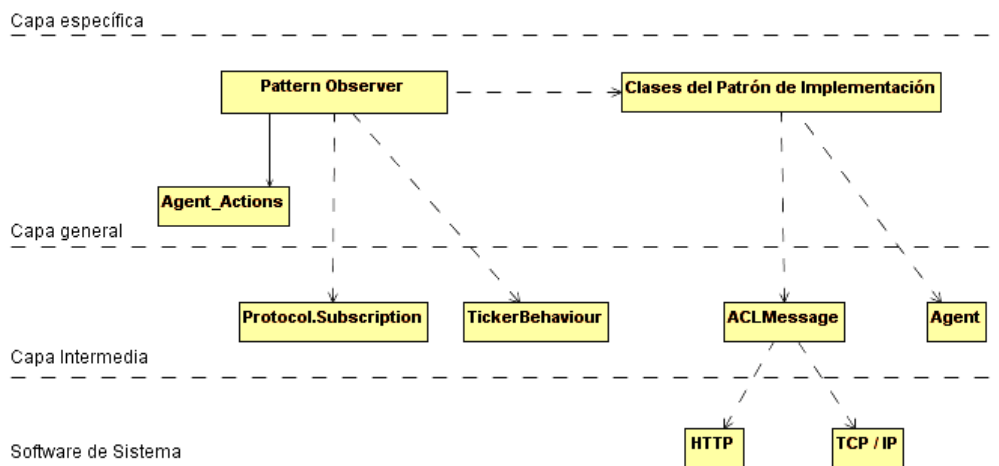 Capa específica
Pattern Observer
Clases del Patrón de Implementación
Agent_Actions
Capa general
Protocol.Subscription
TickerBehaviour
ACLMessage
Agent
Capa Intermedia
HTTP
TCP / IP
Software de Sistema